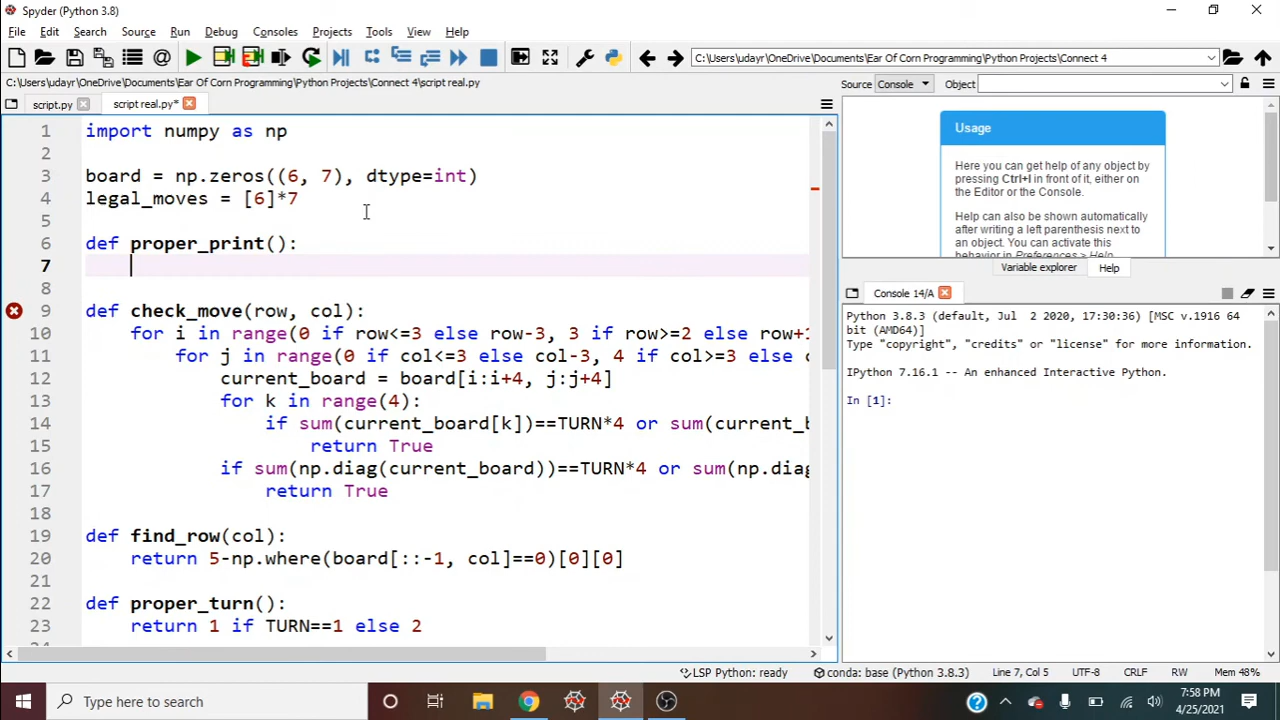 Spyder (Python 3.8)
File Edit Search Source Run Debug Consoles Projects Tools View Help
C:\Users\udayr\OneDrive\Documents\Ear Of Corn Programming\Python Projects\Connect 4
C:\Users\udayr\OneDrive\Documents\Ear Of Corn Programming\Python Projects\Connect 4\script real.py
Source Console Object
script.py script real.py*
1 import numpy as np
2
3 board = np.zeros((6, 7), dtype=int)
4 legal_moves = [6]*7
5
6 def proper_print():
7
8
9 def check_move(row, col):
10 for i in range(0 if row<=3 else row-3, 3 if row>=2 else row+1
11 for j in range(0 if col<=3 else col-3, 4 if col>=3 else c
12 current_board = board[i:i+4, j:j+4]
13 for k in range(4):
14 if sum(current_board[k])==TURN*4 or sum(current_b
15 return True
16 if sum(np.diag(current_board))==TURN*4 or sum(np.diag
17 return True
18
19 def find_row(col):
20 return 5-np.where(board[::-1, col]==0)[0][0]
21
22 def proper_turn():
23 return 1 if TURN==1 else 2
Usage
Here you can get help of any object by
pressing Ctrl+I in front of it, either on
the Editor or the Console.
Help can also be shown automatically
after writing a left parenthesis next to
an object. You can activate this
behavior in Preferences > Help.
Variable explorer Help
Console 14/A
Python 3.8.3 (default, Jul 2 2020, 17:30:36) [MSC v.1916 64
bit (AMD64)]
Type "copyright", "credits" or "license" for more information.
IPython 7.16.1 -- An enhanced Interactive Python.
In [1]:
LSP Python: ready conda: base (Python 3.8.3) Line 7, Col 5 UTF-8 CRLF RW Mem 48%
Type here to search
7:58 PM
4/25/2021